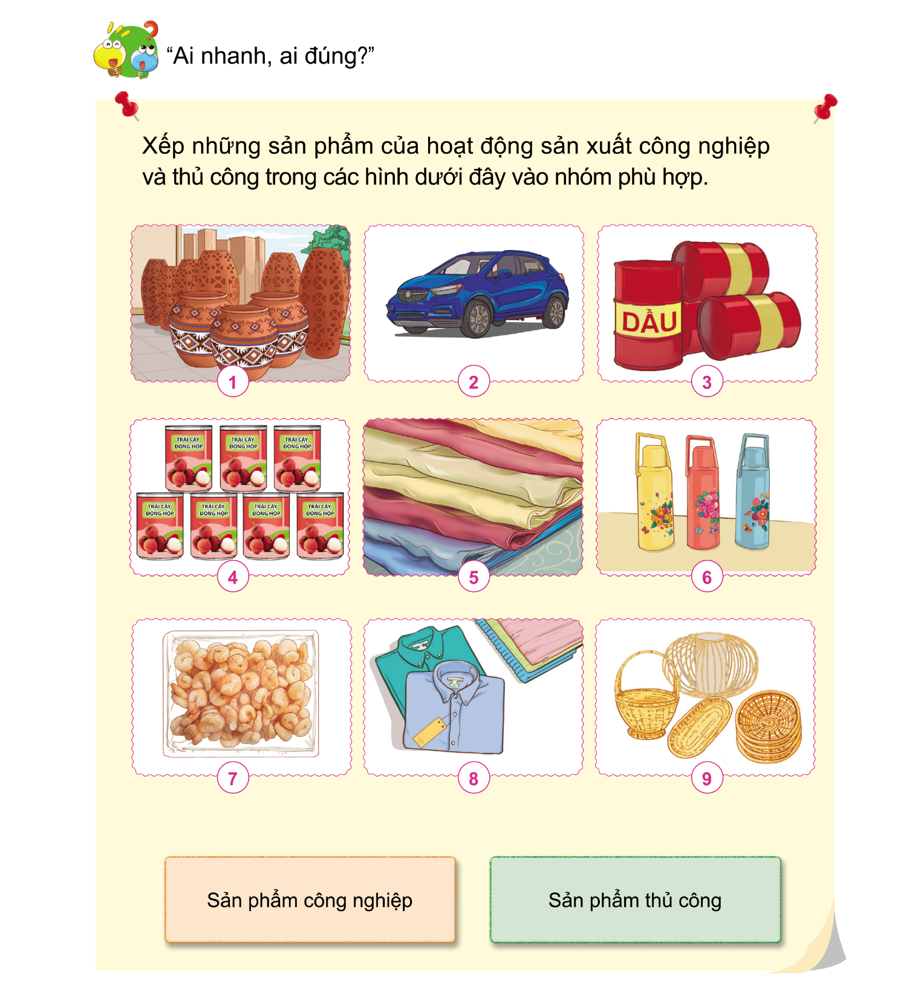 “Ai nhanh, ai đúng?”
Xếp những sản phẩm của hoạt động sản xuất công nghiệp
và thủ công trong các hình dưới đây vào nhóm phù hợp.
DẦU
1
2
3
TRÁI CÂY
ĐÓNG HỘP
TRÁI CÂY
ĐÓNG HỘP
TRÁI CÂY
ĐÓNG HỘP
TRÁI CÂY
ĐÓNG HỘP
TRÁI CÂY
ĐÓNG HỘP
TRÁI CÂY
ĐÓNG HỘP
TRÁI CÂY
ĐÓNG HỘP
4
5
6
7
8
9
Sản phẩm công nghiệp
Sản phẩm thủ công